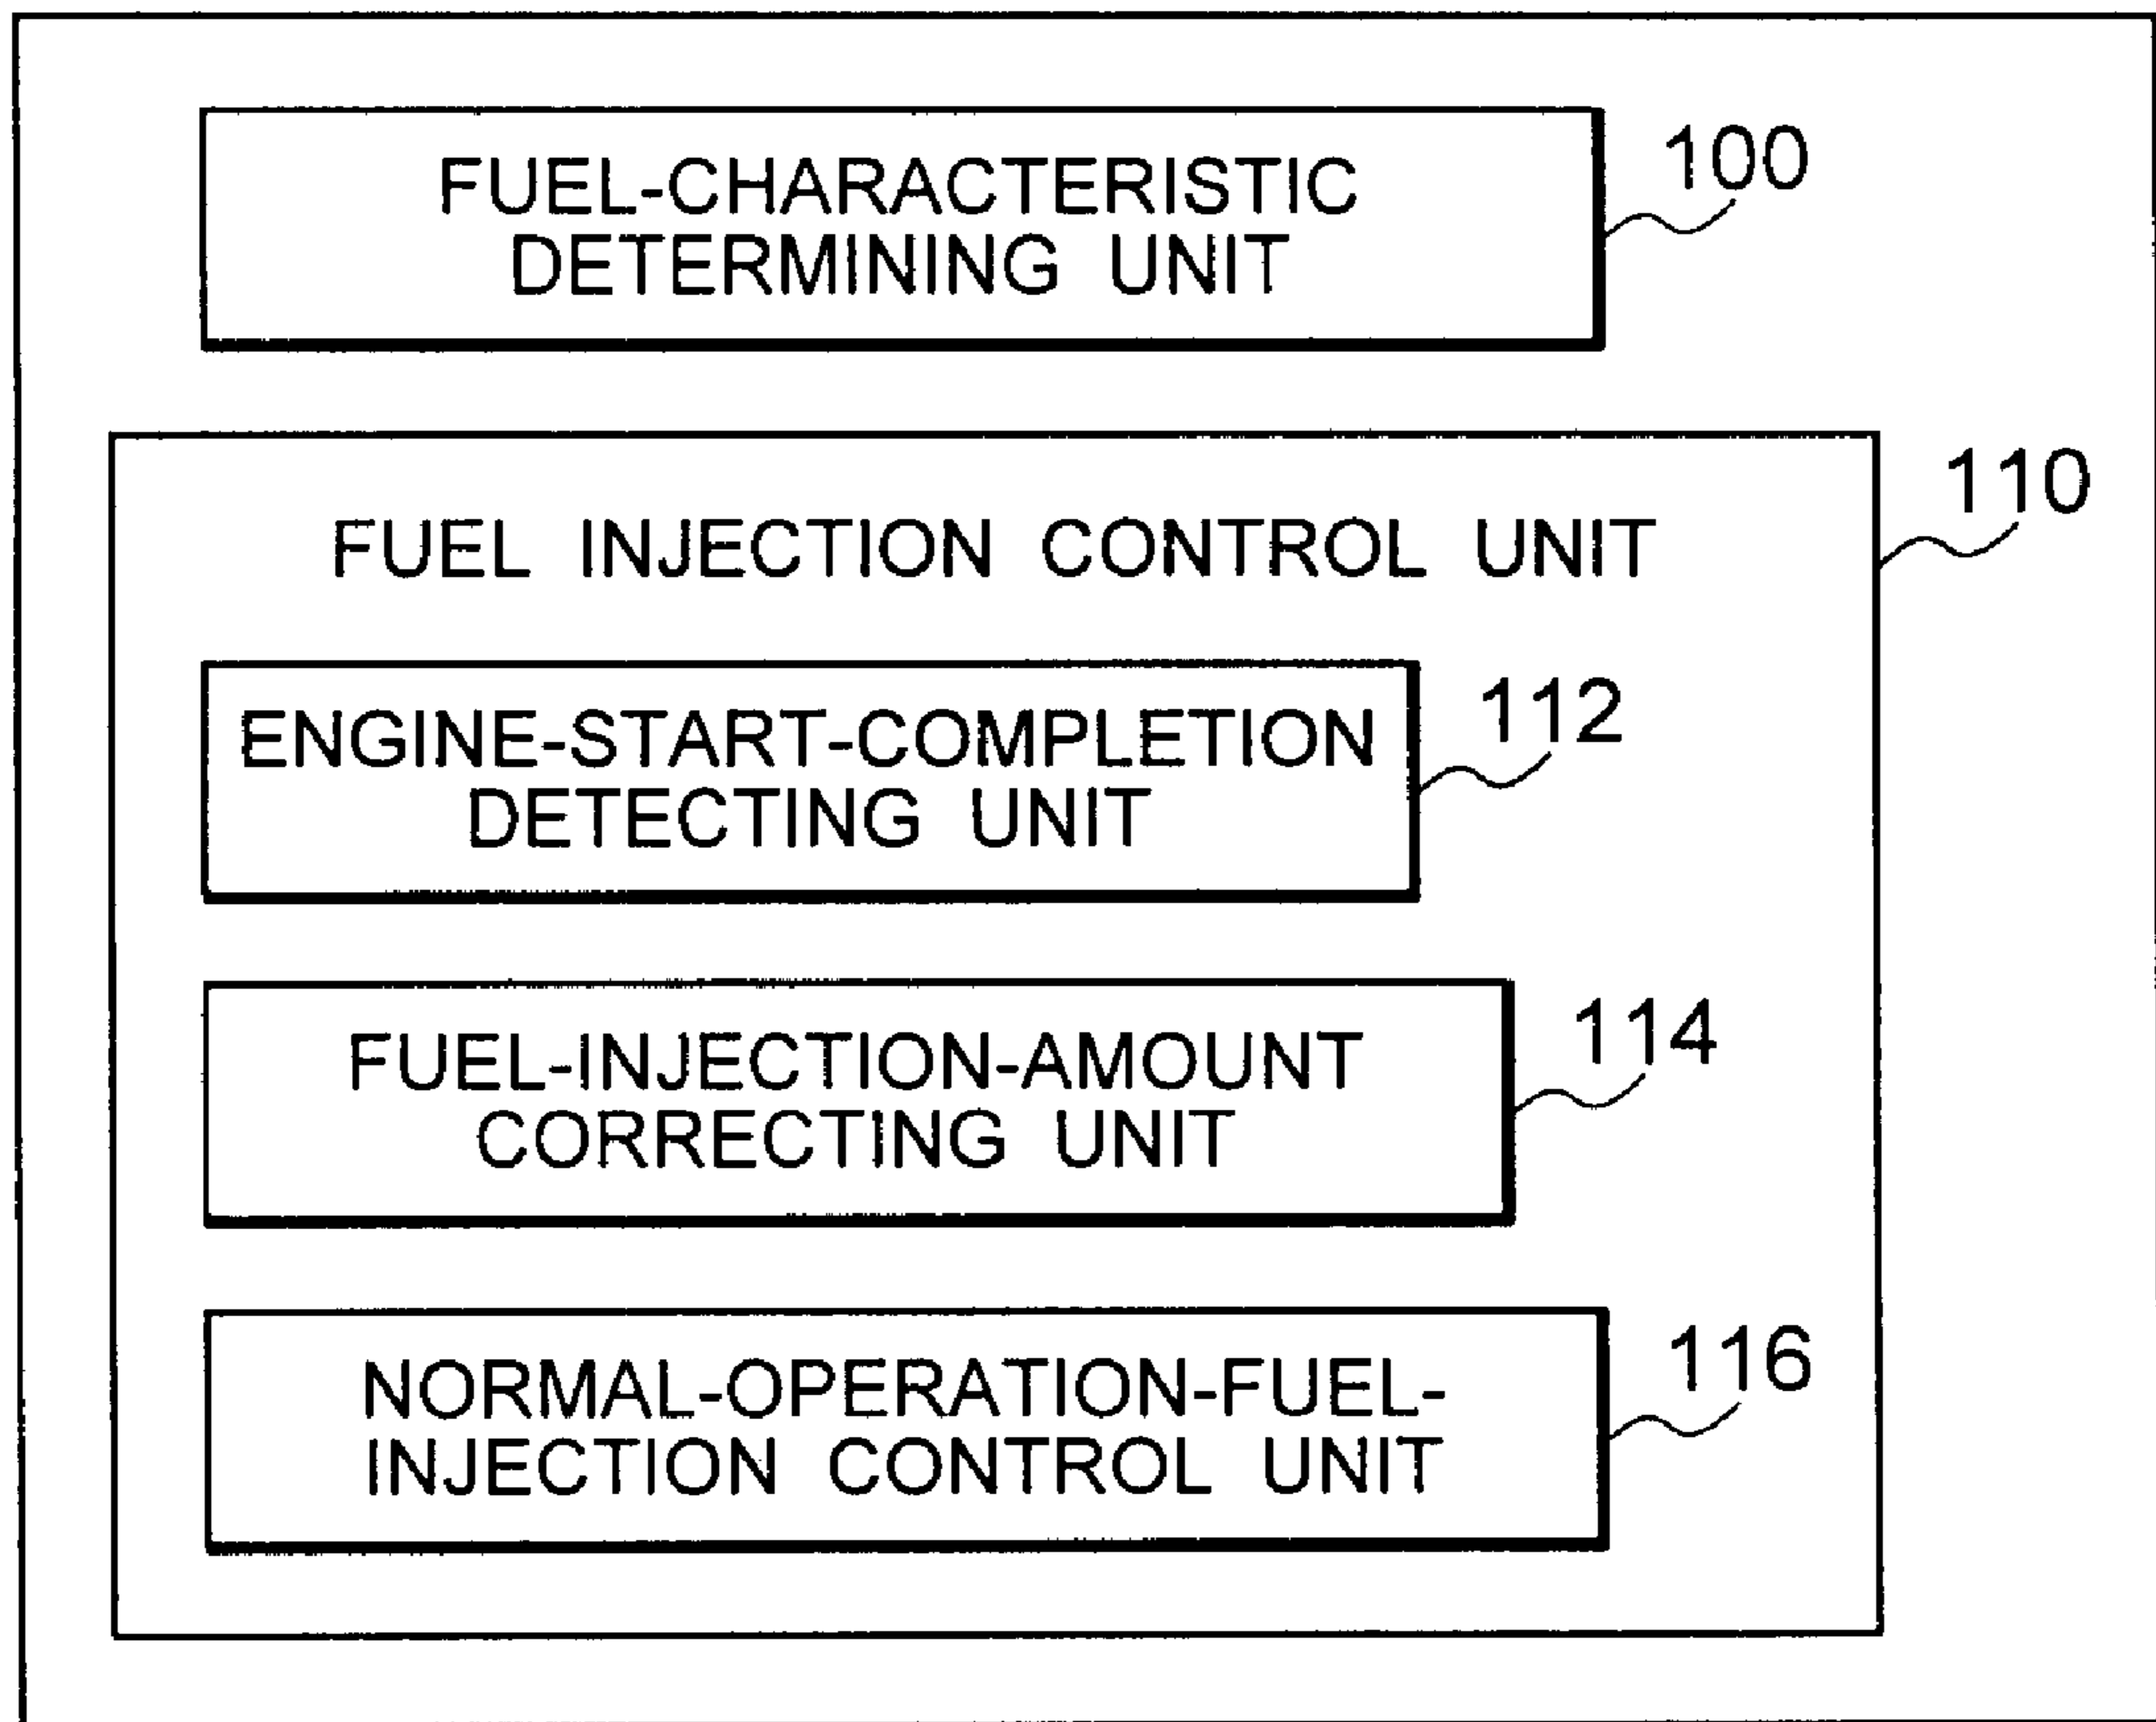 FUEL-CHARACTERISTIC
DETERMINING UNIT
100
FUEL INJECTION CONTROL UNIT
110
ENGINE-START-COMPLETION
DETECTING UNIT
112
FUEL-INJECTION-AMOUNT
CORRECTING UNIT
114
NORMAL-OPERATION-FUEL-
INJECTION CONTROL UNIT
116